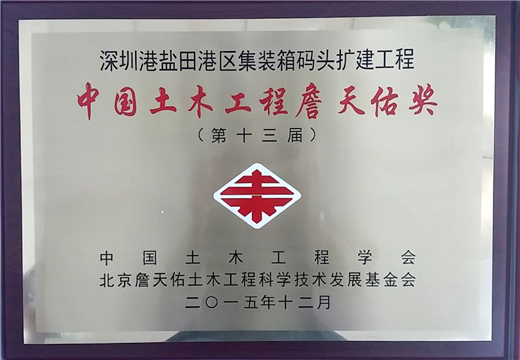 深圳港盐田港区集装箱码头扩建工程
中国土木工程詹天佑奖
（第十三届）
中国土木工程学会
北京詹天佑土木工程科学技术发展基金会
二〇一五年十二月